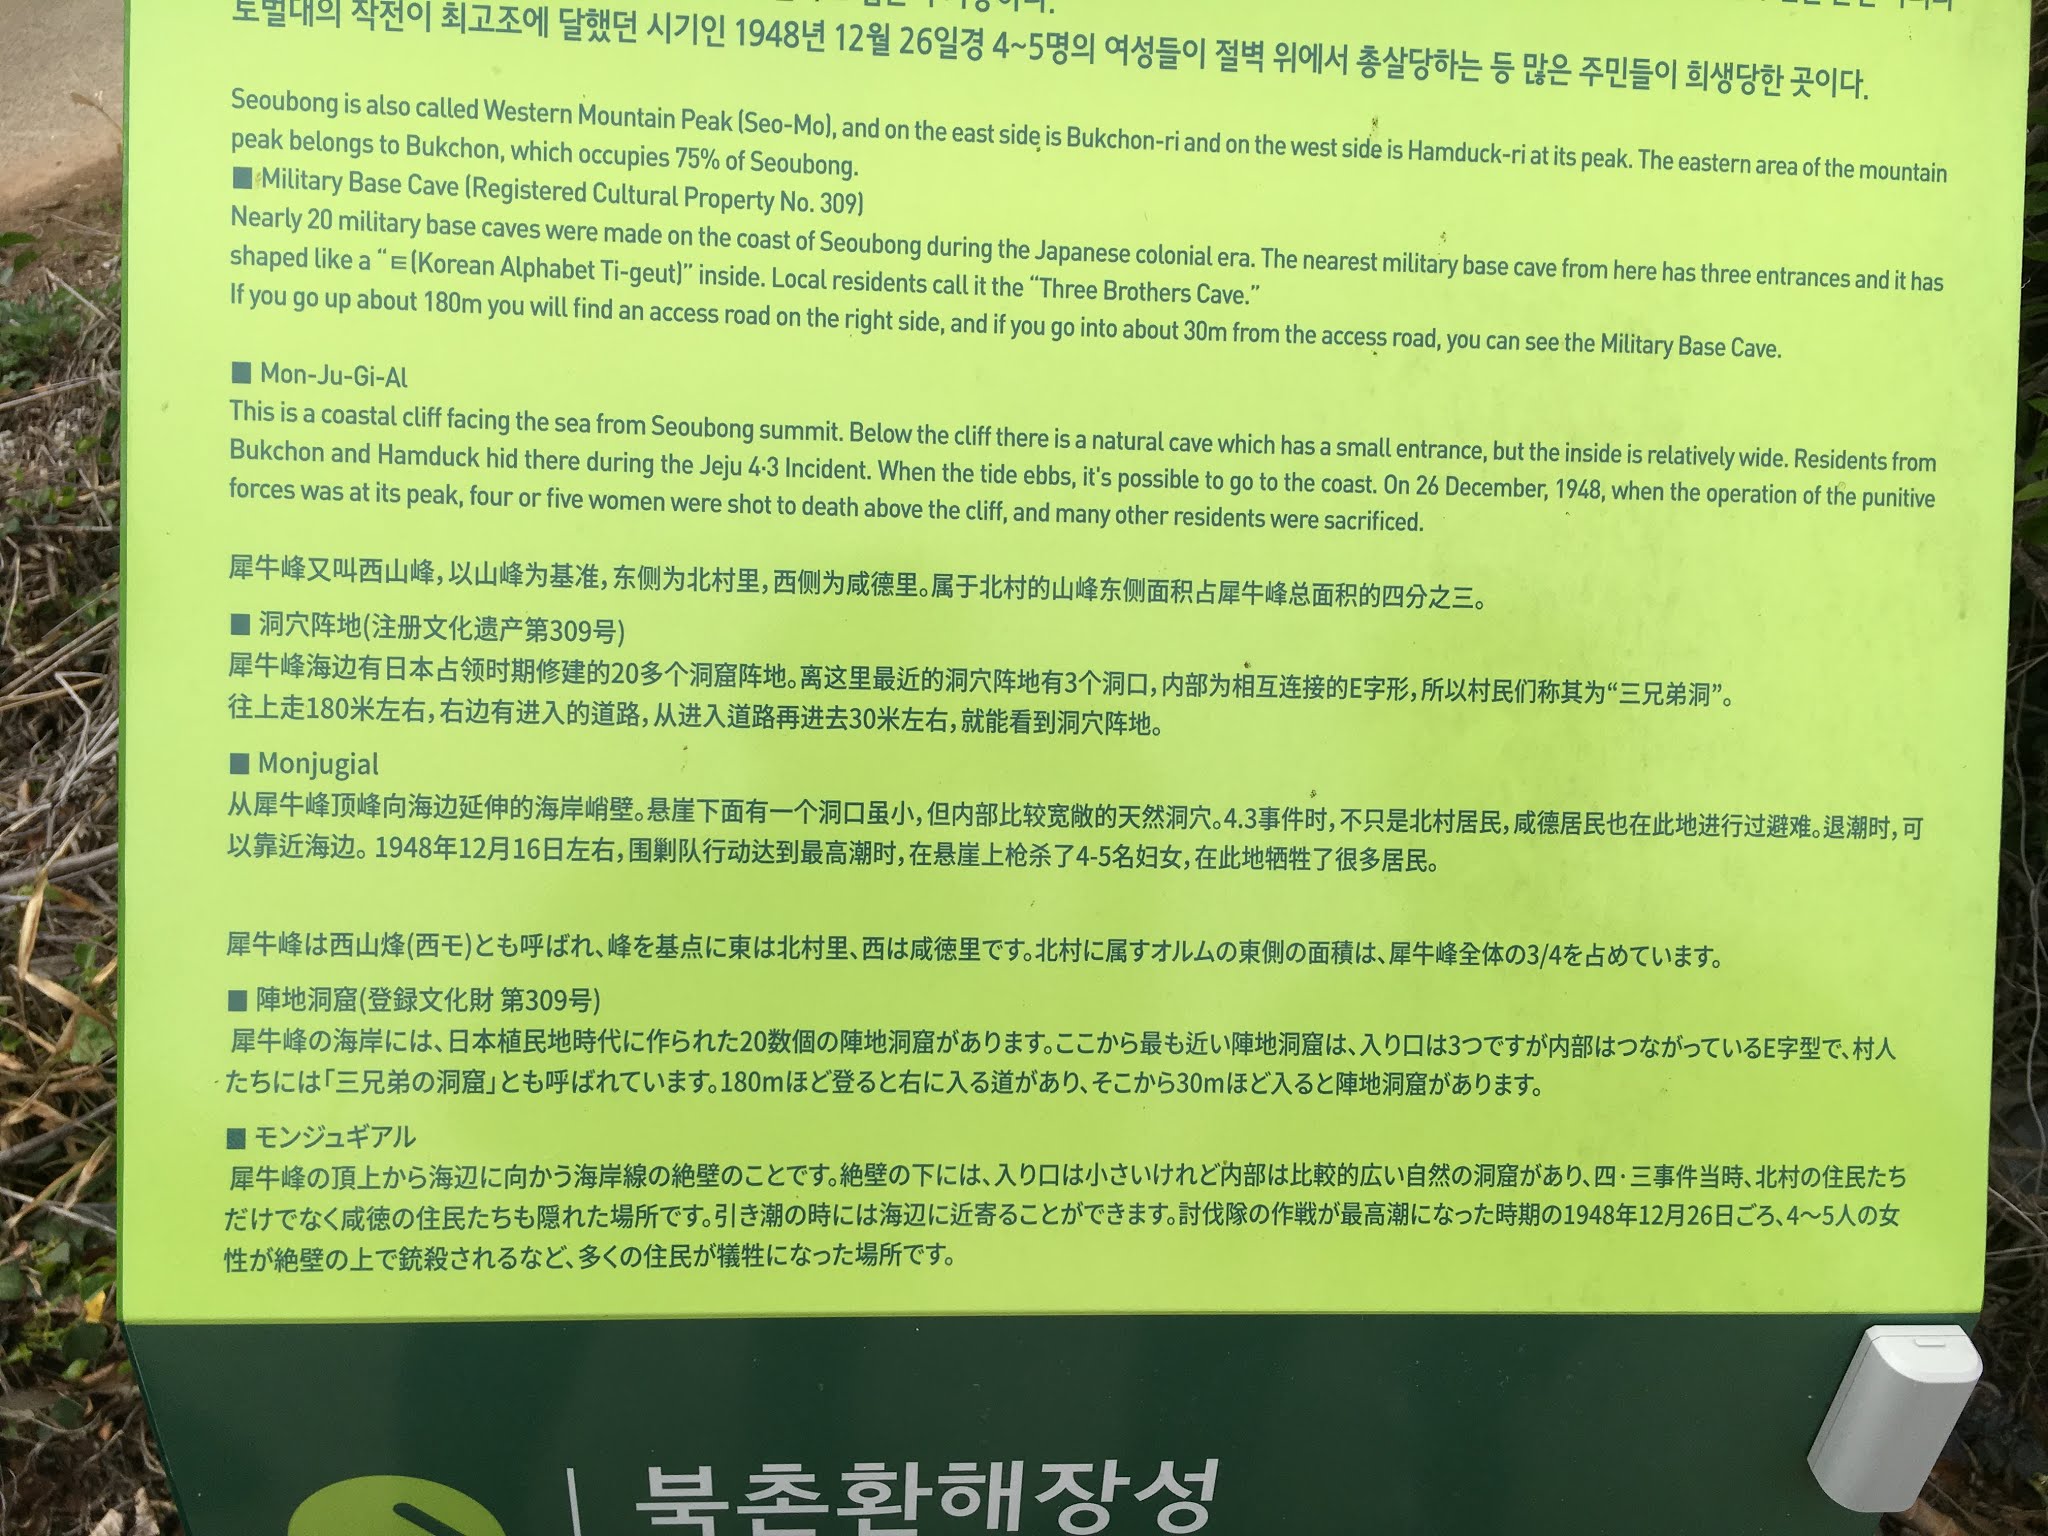 토벌대의 작전이 최고조에 달했던 시기인 1948년 12월 26일경 4~5명의 여성들이 절벽 위에서 총살당하는 등 많은 주민들이 희생당한 곳이다.
Seoubong is also called Western Mountain Peak (Seo-Mo), and on the east side is Bukchon-ri and on the west side is Hamduck-ri at its peak. The eastern area of the mountain
peak belongs to Bukchon, which occupies 75% of Seoubong.
■ Military Base Cave (Registered Cultural Property No. 309)
Nearly 20 military base caves were made on the coast of Seoubong during the Japanese colonial era. The nearest military base cave from here has three entrances and it has
shaped like a “ㅌ(Korean Alphabet Ti-geut)” inside. Local residents call it the “Three Brothers Cave.”
If you go up about 180m you will find an access road on the right side, and if you go into about 30m from the access road, you can see the Military Base Cave.
■ Mon-Ju-Gi-Al
This is a coastal cliff facing the sea from Seoubong summit. Below the cliff there is a natural cave which has a small entrance, but the inside is relatively wide. Residents from
Bukchon and Hamduck hid there during the Jeju 4·3 Incident. When the tide ebbs, it's possible to go to the coast. On 26 December, 1948, when the operation of the punitive
forces was at its peak, four or five women were shot to death above the cliff, and many other residents were sacrificed.
犀牛峰又叫西山峰，以山峰为基准，东侧为北村里，西侧为咸德里。属于北村的山峰东侧面积占犀牛峰总面积的四分之三。
■ 洞穴阵地(注册文化遗产第309号)
犀牛峰海边有日本占领时期修建的20多个洞窟阵地。离这里最近的洞穴阵地有3个洞口，内部为相互连接的E字形，所以村民们称其为“三兄弟洞”。
往上走180米左右，右边有进入的道路，从进入道路再进去30米左右，就能看到洞穴阵地。
■ Monjugial
从犀牛峰顶峰向海边延伸的海岸峭壁。悬崖下面有一个洞口虽小，但内部比较宽敞的天然洞穴。4.3事件时，不只是北村居民，咸德居民也在此地进行过避难。退潮时，可
以靠近海边。1948年12月16日左右，围剿队行动达到最高潮时，在悬崖上枪杀了4-5名妇女，在此地牺牲了很多居民。
犀牛峰は西山烽(西モ)とも呼ばれ、峰を基点に東は北村里、西は咸徳里です。北村に属すオルムの東側の面積は、犀牛峰全体の3/4を占めています。
■ 陣地洞窟(登録文化財 第309号)
犀牛峰の海岸には、日本植民地時代に作られた20数個の陣地洞窟があります。ここから最も近い陣地洞窟は、入り口は3つですが内部はつながっているE字型で、村人
たちには「三兄弟の洞窟」とも呼ばれています。180mほど登ると右に入る道があり、そこから30mほど入ると陣地洞窟があります。
■ モンジュギアル
犀牛峰の頂上から海辺に向かう海岸線の絶壁のことです。絶壁の下には、入り口は小さいけれど内部は比較的広い自然の洞窟があり、四·三事件当時、北村の住民たち
だけでなく咸徳の住民たちも隠れた場所です。引き潮の時には海辺に近寄ることができます。討伐隊の作戦が最高潮になった時期の1948年12月26日ごろ、4～5人の女
性が絶壁の上で銃殺されるなど、多くの住民が犠牲になった場所です。
북촌환해장성